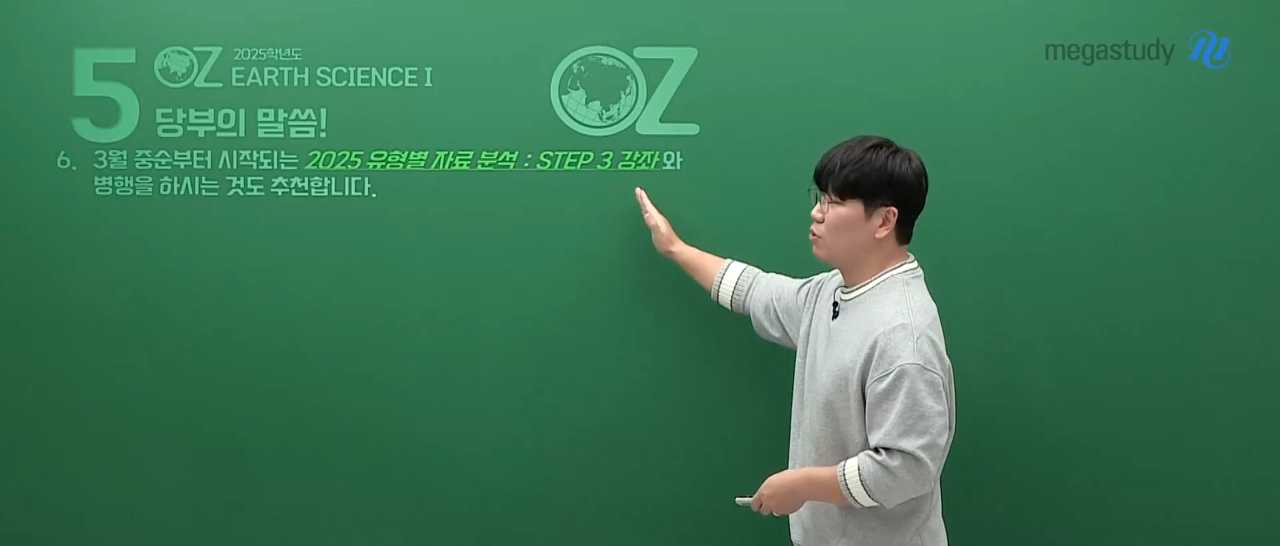 5
OZ
2025학년도
EARTH SCIENCE I
당부의 말씀!
OZ
megastudy
6. 3월 중순부터 시작되는 2025 유형별 자료 분석 : STEP 3 강좌와
병행을 하시는 것도 추천합니다.